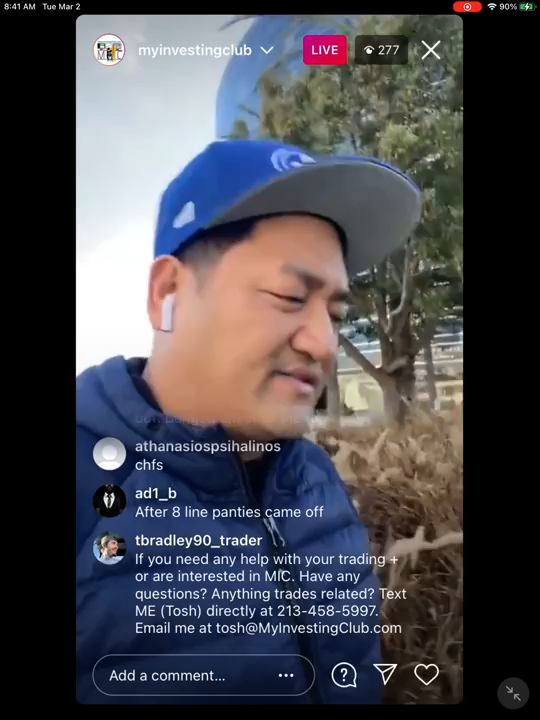 8:41 AM Tue Mar 2
90%
myinvestingclub
LIVE
277
athanasiospsihalinos
chfs
ad1_b
After 8 line panties came off
tbradley90_trader
If you need any help with your trading +
or are interested in MIC. Have any
questions? Anything trades related? Text
ME (Tosh) directly at 213-458-5997.
Email me at tosh@MyInvestingClub.com
Add a comment...